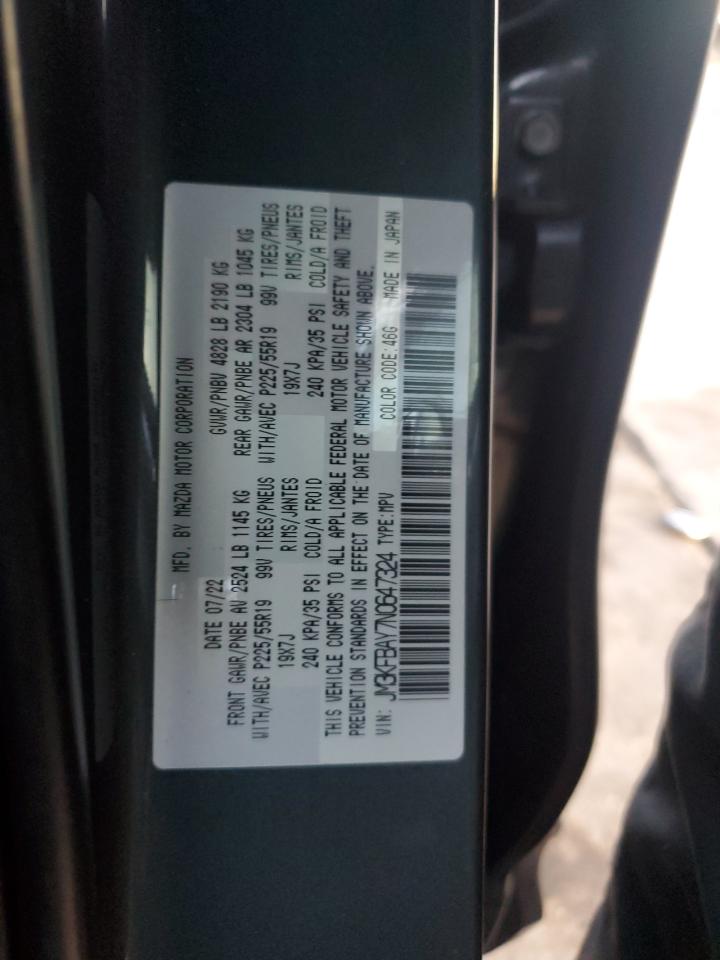 MFD. BY MAZDA MOTOR CORPORATION
DATE 07/22 GVWR/PNBV 4828 LB 2190 KG
FRONT GAWR/PNBE AV 2524 LB 1145 KG REAR GAWR/PNBE AR 2304 LB 1045 KG
WITH/AVEC P225/55R19 99V TIRES/PNEUS WITH/AVEC P225/55R19 99V TIRES/PNEUS
19X7J RIMS/JANTES 19X7J RIMS/JANTES
240 KPA/35 PSI COLD/A FROID 240 KPA/35 PSI COLD/A FROID
THIS VEHICLE CONFORMS TO ALL APPLICABLE FEDERAL MOTOR VEHICLE SAFETY AND THEFT
PREVENTION STANDARDS IN EFFECT ON THE DATE OF MANUFACTURE SHOWN ABOVE.
VIN: JM3KFBAY7N0647324 TYPE:MPV COLOR CODE:46G MADE IN JAPAN